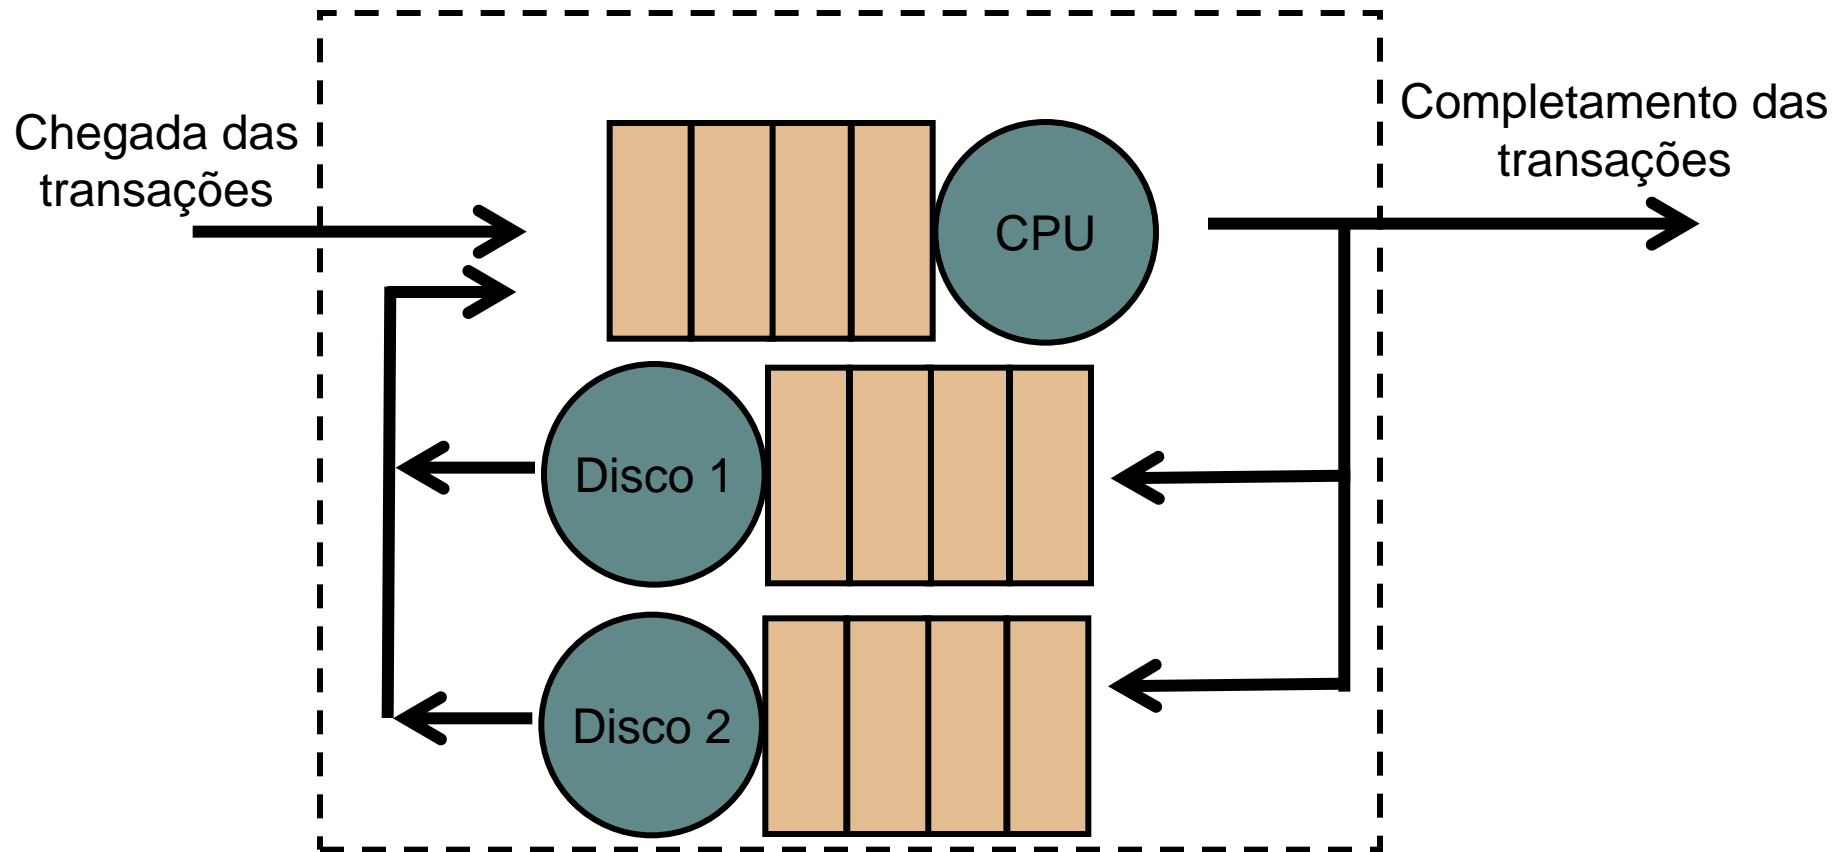 Chegada das
transações
Completamento das
transações
CPU
Disco 1
Disco 2